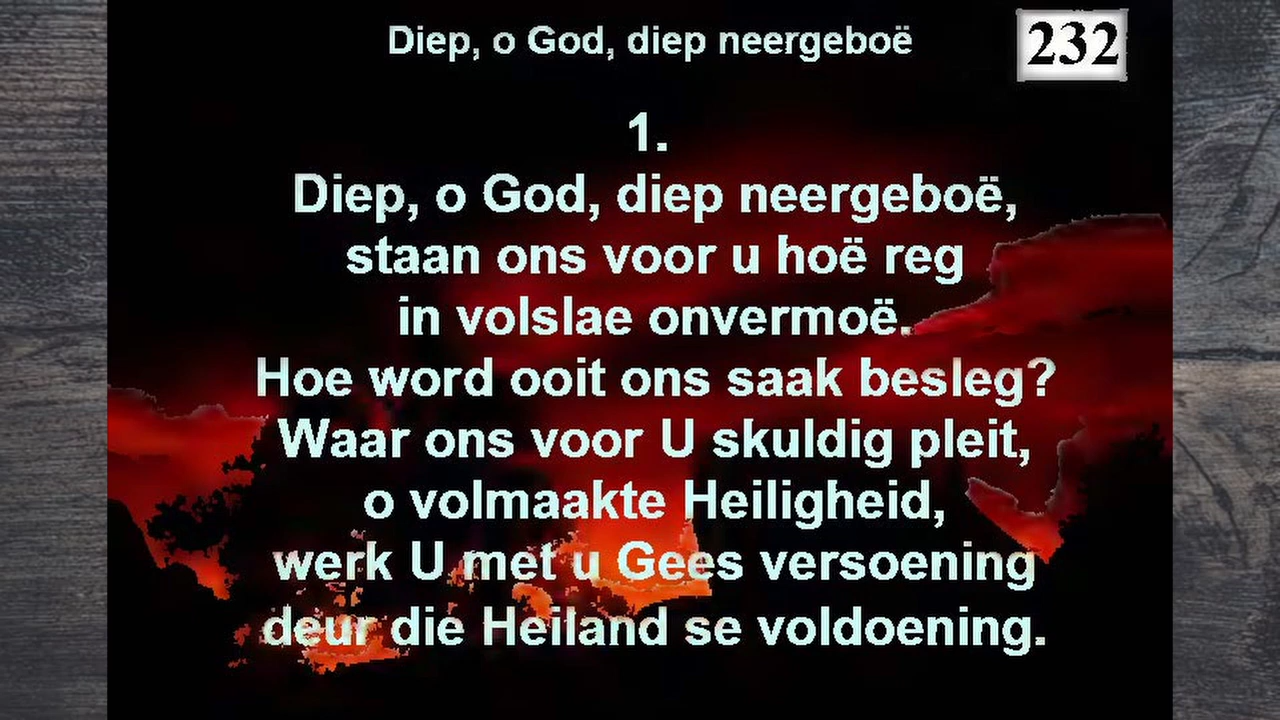 Diep, o God, diep neergeboë
232
1.
Diep, o God, diep neergeboë,
staan ons voor u hoë reg
in volslae onvermoë.
Hoe word ooit ons saak besleg?
Waar ons voor U skuldig pleit,
o volmaakte Heiligheid,
werk U met u Gees versoening
deur die Heiland se voldoening.